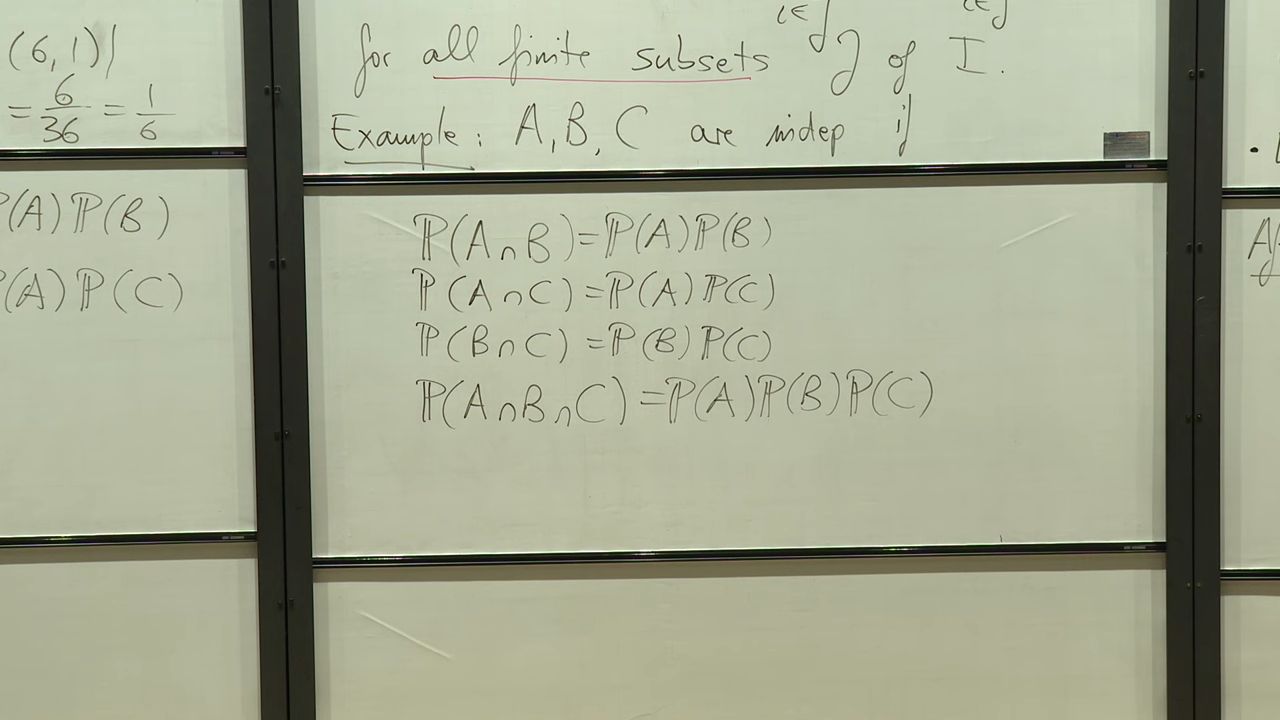 (6,1)|
= 6/36 = 1/6
P(A) P(B)
P(A) P(C)
i∈J i∈J
for all finite subsets J of I.
Example: A, B, C are indep if
P(A∩B)=P(A)P(B)
P(A∩C)=P(A)P(C)
P(B∩C)=P(B)P(C)
P(A∩B∩C)=P(A)P(B)P(C)